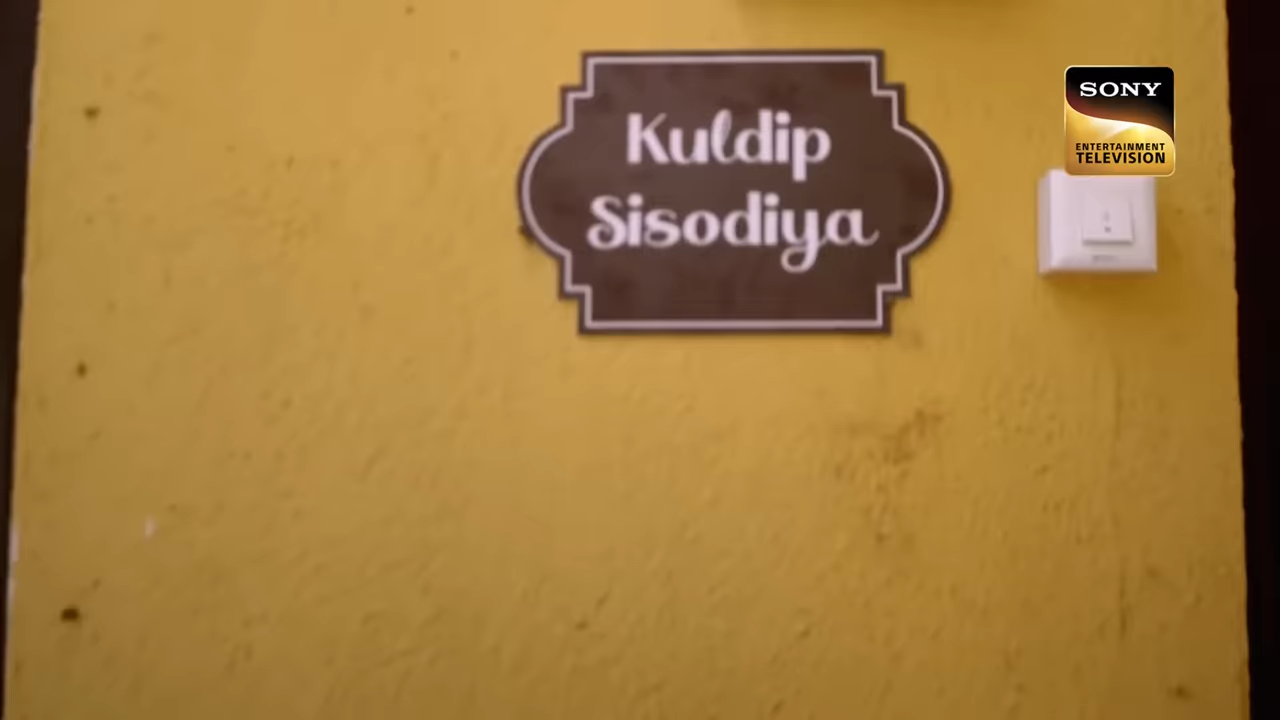 Kuldip
Sisodiya
SONY
ENTERTAINMENT
TELEVISION